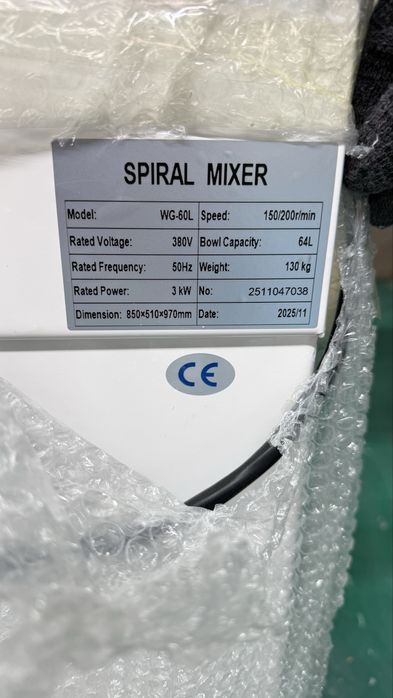 SPIRAL MIXER
Model: WG-60L Speed: 150/200r/min
Rated Voltage: 380V Bowl Capacity: 64L
Rated Frequency: 50Hz Weight: 130 kg
Rated Power: 3 kW No: 2511047038
Dimension: 850×510×970mm Date: 2025/11
CE